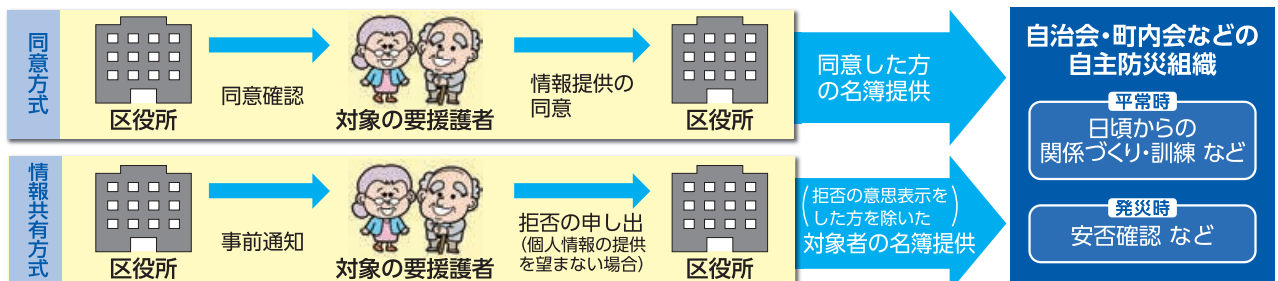 同意方式
区役所
同意確認
対象の要援護者
情報提供の
同意
区役所
同意した方
の名簿提供
情報共有方式
区役所
事前通知
対象の要援護者
拒否の申し出
(個人情報の提供
を望まない場合)
区役所
(拒否の意思表示を
した方を除いた)
対象者の名簿提供
自治会・町内会などの
自主防災組織
平常時
日頃からの
関係づくり・訓練 など
発災時
安否確認 など